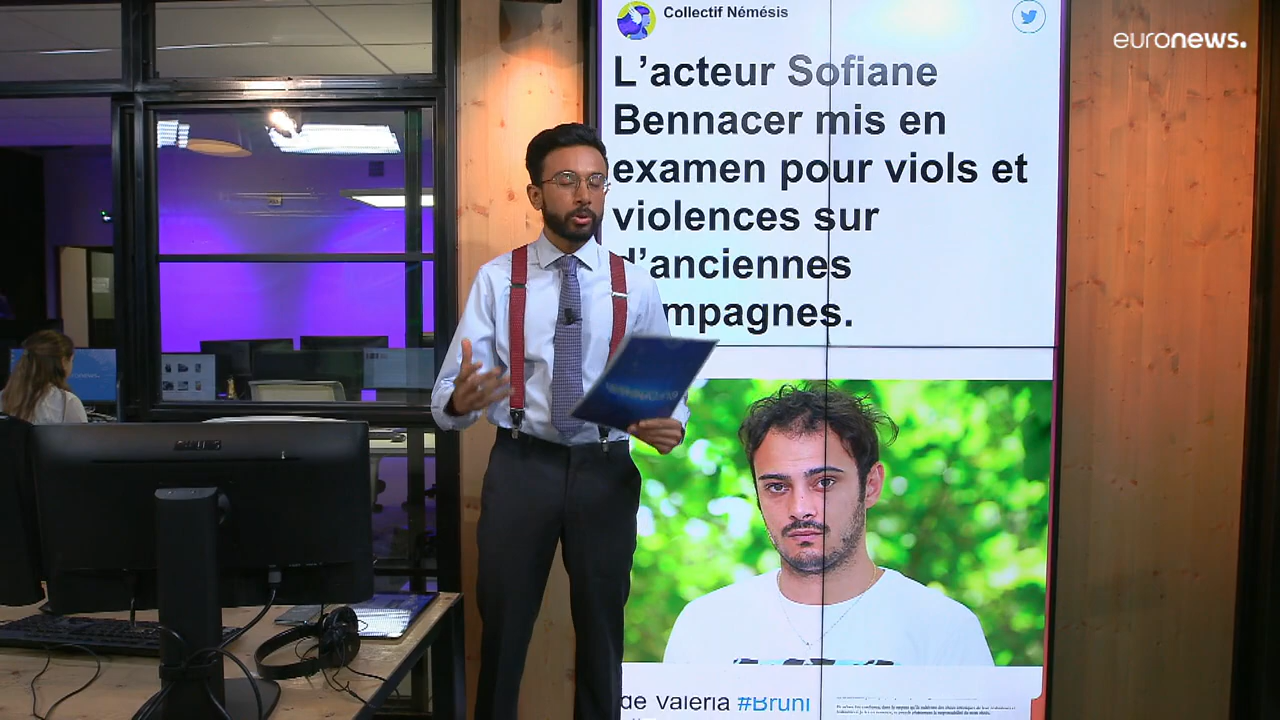 Collectif Némésis
euronews.
L’acteur Sofiane
Bennacer mis en
examen pour viols et
violences sur
d’anciennes
mpagnes.
de Valeria #Bruni